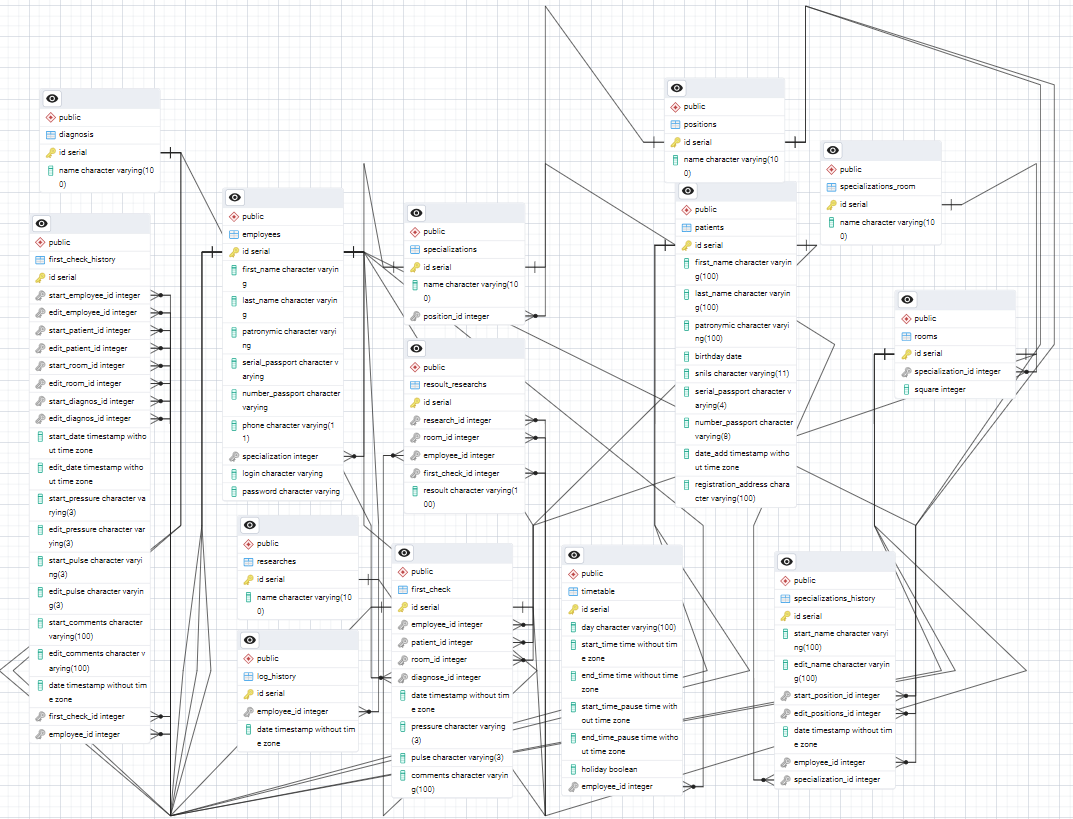 public
diagnosis
id serial
name character varying(10
0)
public
first_check_history
id serial
start_employee_id integer
edit_employee_id integer
start_patient_id integer
edit_patient_id integer
start_room_id integer
edit_room_id integer
start_diagnos_id integer
edit_diagnos_id integer
start_date timestamp witho
ut time zone
edit_date timestamp witho
ut time zone
start_pressure character va
rying(3)
edit_pressure character var
ying(3)
start_pulse character varyi
ng(3)
edit_pulse character varyin
g(3)
start_comments character
varying(100)
edit_comments character v
arying(100)
date timestamp without tim
e zone
first_check_id integer
employee_id integer
public
employees
id serial
first_name character varyin
g
last_name character varyin
g
patronymic character varyi
ng
serial_passport character v
arying
number_passport character
varying
phone character varying(1
1)
specialization integer
login character varying
password character varying
public
researches
id serial
name character varying(10
0)
public
log_history
id serial
employee_id integer
date timestamp without tim
e zone
public
specializations
id serial
name character varying(10
0)
position_id integer
public
resoult_researchs
id serial
research_id integer
room_id integer
employee_id integer
first_check_id integer
resoult character varying(1
00)
public
first_check
id serial
employee_id integer
patient_id integer
room_id integer
diagnose_id integer
date timestamp without tim
e zone
pressure character varying
(3)
pulse character varying(3)
comments character varyin
g(100)
public
timetable
id serial
day character varying(100)
start_time time without time
zone
end_time time without time
zone
start_time_pause time with
out time zone
end_time_pause time witho
ut time zone
holiday boolean
employee_id integer
public
positions
id serial
name character varying(10
0)
public
patients
id serial
first_name character varyin
g(100)
last_name character varyin
g(100)
patronymic character varyi
ng(100)
birthday date
snils character varying(11)
serial_passport character v
arying(4)
number_passport character
varying(8)
date_add timestamp witho
ut time zone
registration_address chara
cter varying(100)
public
specializations_room
id serial
name character varying(10
0)
public
rooms
id serial
specialization_id integer
square integer
public
specializations_history
id serial
start_name character varyi
ng(100)
edit_name character varyin
g(100)
start_position_id integer
edit_positions_id integer
date timestamp without tim
e zone
employee_id integer
specialization_id integer